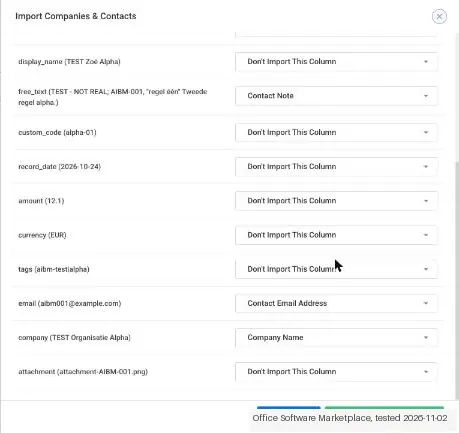 Import Companies & Contacts
display_name (TEST Zoë Alpha)
Don't Import This Column
free_text (TEST - NOT REAL; AIBM-001, "regel één" Tweede
regel alpha.)
Contact Note
custom_code (alpha-01)
Don't Import This Column
record_date (2026-10-24)
Don't Import This Column
amount (12.1)
Don't Import This Column
currency (EUR)
Don't Import This Column
tags (aibm-testialpha)
Don't Import This Column
email (aibm001@example.com)
Contact Email Address
company (TEST Organisatie Alpha)
Company Name
attachment (attachment-AIBM-001.png)
Don't Import This Column
Office Software Marketplace, tested 2026-11-02